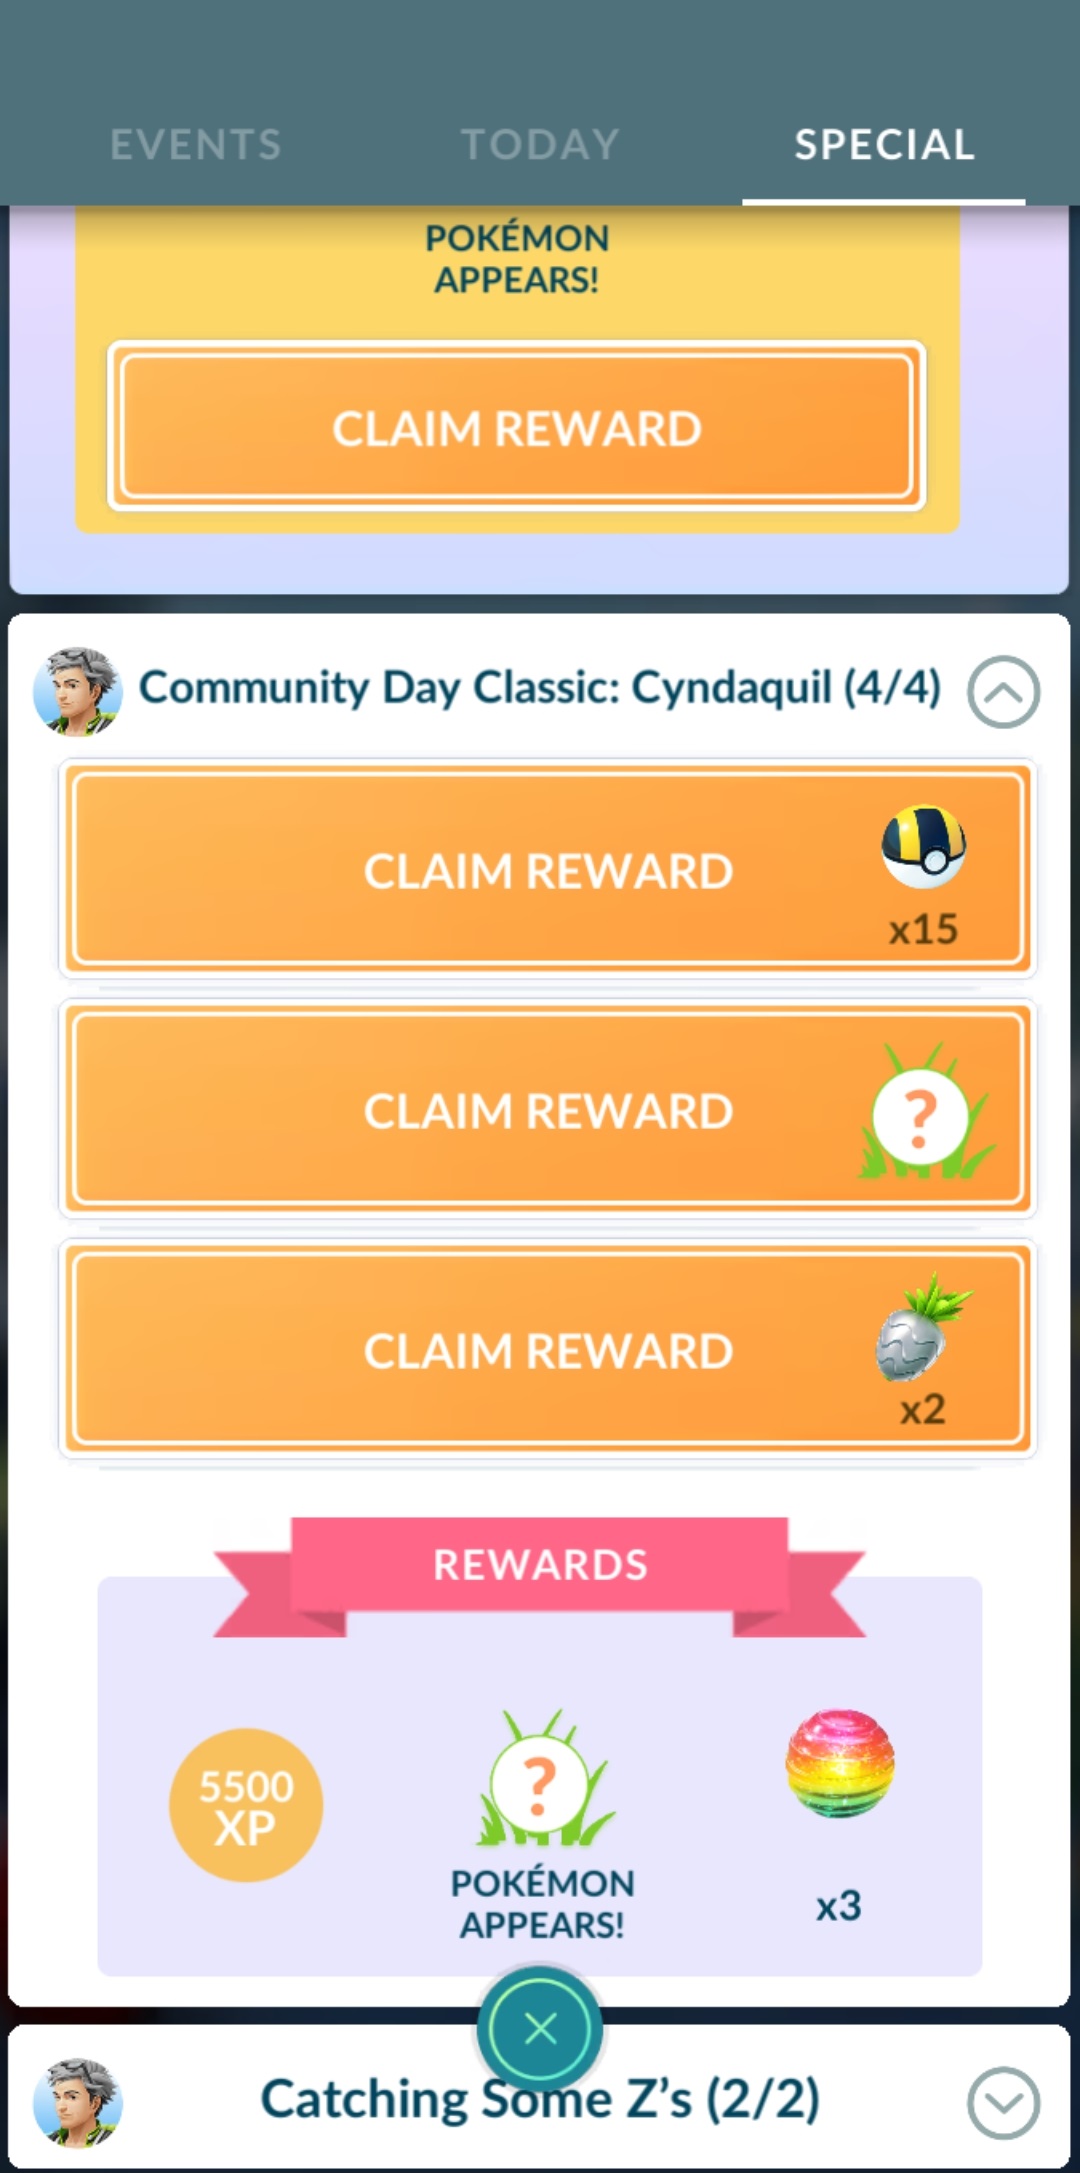 EVENTS
TODAY
SPECIAL
POKÉMON
APPEARS!
CLAIM REWARD
Community Day Classic: Cyndaquil (4/4)
CLAIM REWARD
x15
CLAIM REWARD
?
CLAIM REWARD
x2
REWARDS
5500
XP
?
POKÉMON
APPEARS!
x3
Catching Some Z's (2/2)